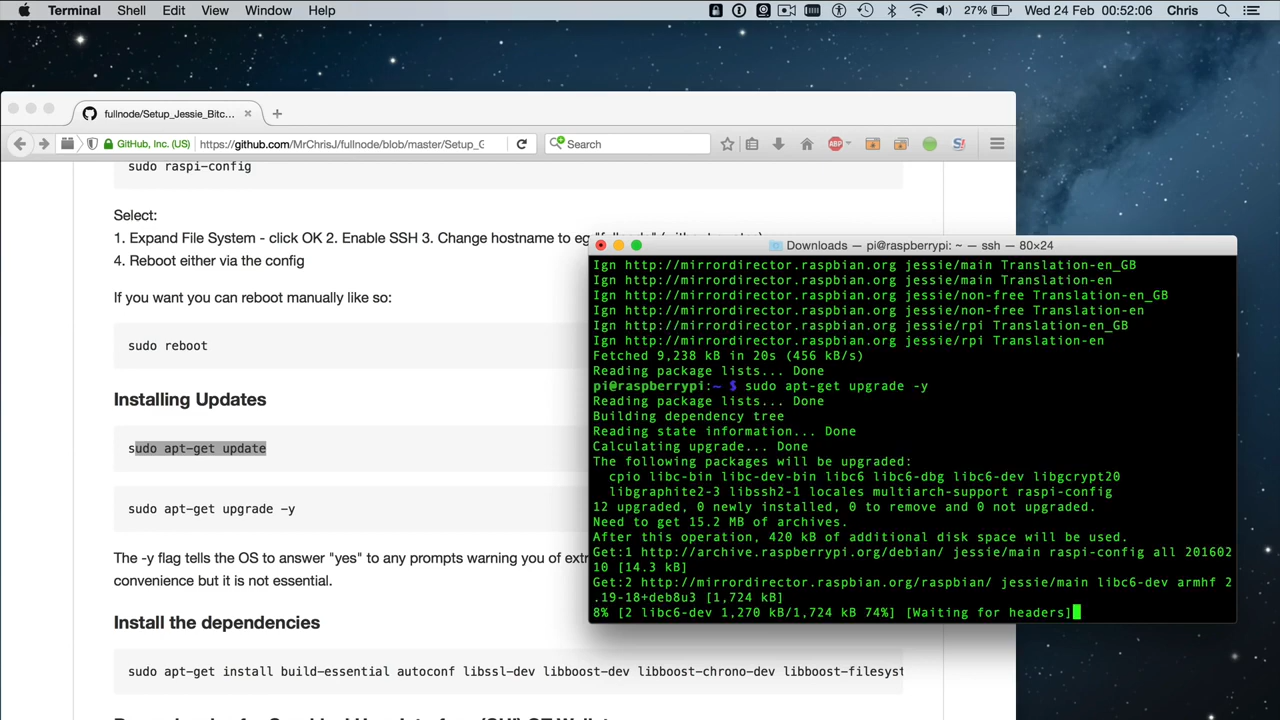 Terminal Shell Edit View Window Help 27% Wed 24 Feb 00:52:06 Chris
fullnode/Setup_Jessie_Bitc...
GitHub, Inc. (US) https://github.com/MrChrisJ/fullnode/blob/master/Setup_G Search ABP
sudo raspi-config
Select:
1. Expand File System - click OK 2. Enable SSH 3. Change hostname to eg
4. Reboot either via the config
If you want you can reboot manually like so:
sudo reboot
Installing Updates
sudo apt-get update
sudo apt-get upgrade -y
The -y flag tells the OS to answer "yes" to any prompts warning you of
convenience but it is not essential.
Install the dependencies
sudo apt-get install build-essential autoconf libssl-dev libboost-dev libboost-chrono-dev libboost-filesyst
Downloads — pi@raspberrypi: ~ — ssh — 80×24
Ign http://mirrordirector.raspbian.org jessie/main Translation-en_GB
Ign http://mirrordirector.raspbian.org jessie/main Translation-en
Ign http://mirrordirector.raspbian.org jessie/non-free Translation-en_GB
Ign http://mirrordirector.raspbian.org jessie/non-free Translation-en
Ign http://mirrordirector.raspbian.org jessie/rpi Translation-en_GB
Ign http://mirrordirector.raspbian.org jessie/rpi Translation-en
Fetched 9,238 kB in 20s (456 kB/s)
Reading package lists... Done
pi@raspberrypi:~ $ sudo apt-get upgrade -y
Reading package lists... Done
Building dependency tree
Reading state information... Done
Calculating upgrade... Done
The following packages will be upgraded:
cpio libc-bin libc-dev-bin libc6 libc6-dbg libc6-dev libgcrypt20
libgraphite2-3 libssh2-1 locales multiarch-support raspi-config
12 upgraded, 0 newly installed, 0 to remove and 0 not upgraded.
Need to get 15.2 MB of archives.
After this operation, 420 kB of additional disk space will be used.
Get:1 http://archive.raspberrypi.org/debian/ jessie/main raspi-config all 201602
10 [14.3 kB]
Get:2 http://mirrordirector.raspbian.org/raspbian/ jessie/main libc6-dev armhf 2
.19-18+deb8u3 [1,724 kB]
8% [2 libc6-dev 1,270 kB/1,724 kB 74%] [Waiting for headers]